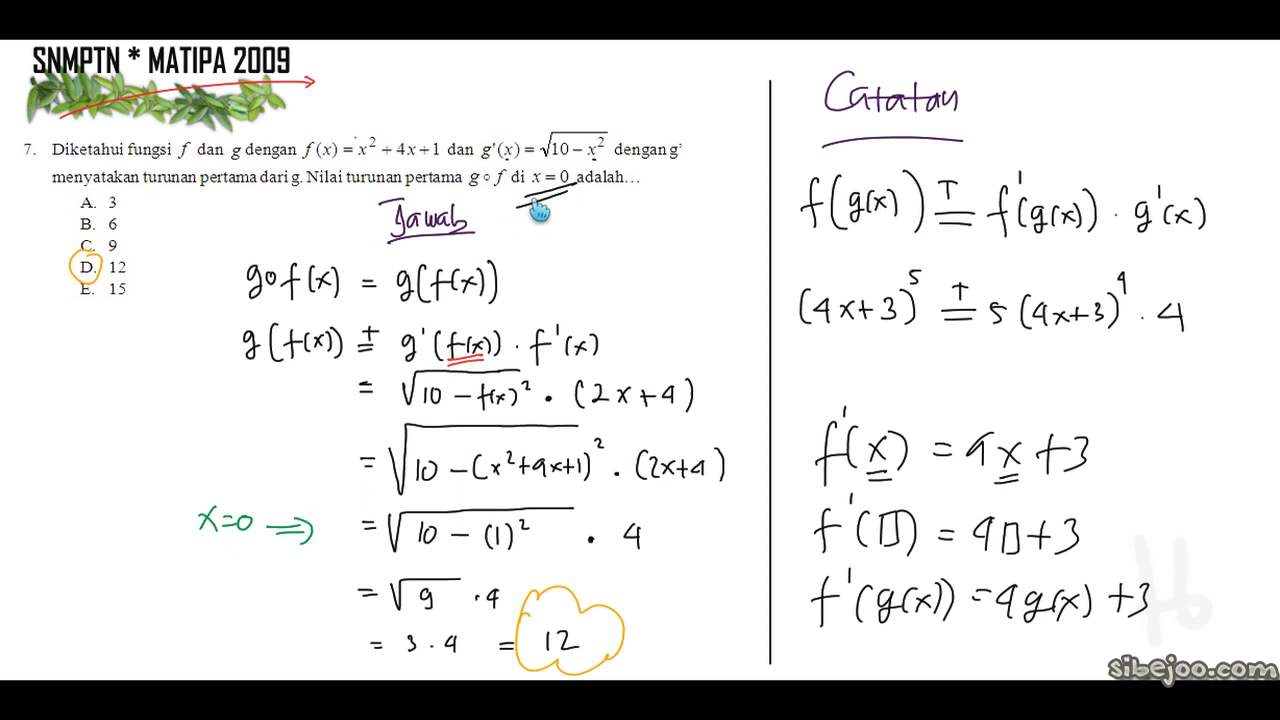 SNMPTN * MATIPA 2009
7. Diketahui fungsi f dan g dengan f(x) = x² + 4x + 1 dan g'(x) = √(10 − x²) dengan g'
menyatakan turunan pertama dari g. Nilai turunan pertama g ∘ f di x = 0 adalah…
A. 3
B. 6
C. 9
D. 12
E. 15
Jawab
g∘f(x) = g(f(x))
g(f(x)) T= g'(f(x)) · f'(x)
= √(10 − f(x)²) · (2x+4)
= √(10 − (x²+4x+1)²) · (2x+4)
x=0 ⇒ = √(10 − (1)²) · 4
= √9 · 4
= 3 · 4 = 12
Catatan
f(g(x)) T= f'(g(x)) · g'(x)
(4x+3)⁵ T= 5(4x+3)⁴ · 4
f'(x) = 4x+3
f'(□) = 4□+3
f'(g(x)) = 4g(x)+3
sibejoo.com